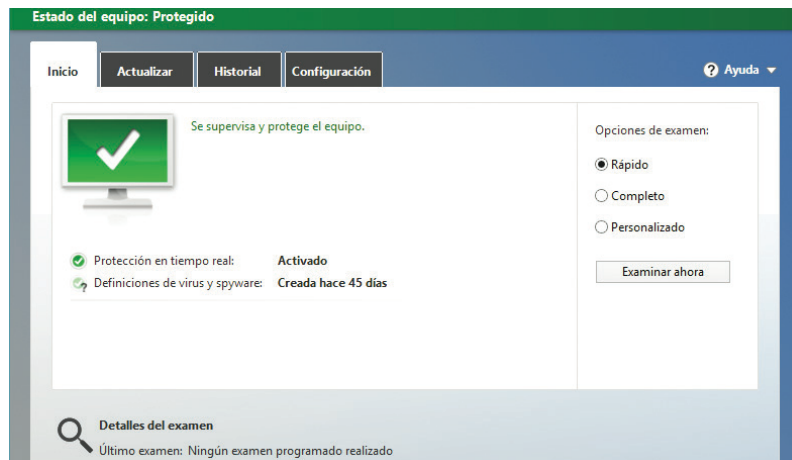 Estado del equipo: Protegido
Inicio
Actualizar
Historial
Configuración
Ayuda
Se supervisa y protege el equipo.
Opciones de examen:
Rápido
Completo
Personalizado
Examinar ahora
Protección en tiempo real: Activado
Definiciones de virus y spyware: Creada hace 45 días
Detalles del examen
Último examen: Ningún examen programado realizado